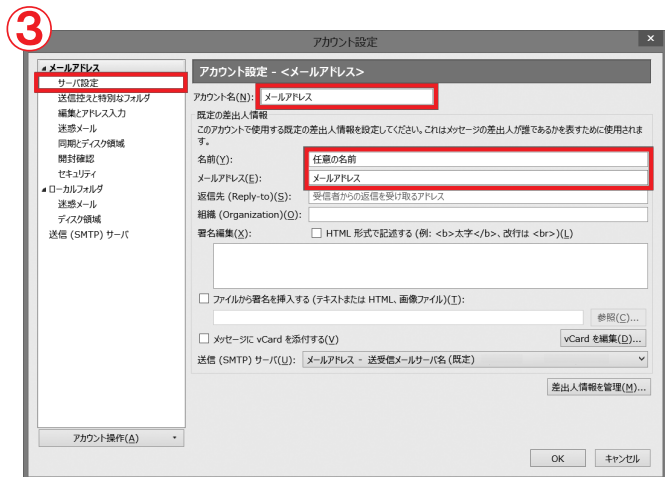 ③
アカウント設定
×
メールアドレス
サーバ設定
送信控えと特別なフォルダ
編集とアドレス入力
迷惑メール
同期とディスク領域
開封確認
セキュリティ
ローカルフォルダ
迷惑メール
ディスク領域
送信 (SMTP) サーバ
アカウント操作(A)
アカウント設定 - <メールアドレス>
アカウント名(N): メールアドレス
既定の差出人情報
このアカウントで使用する既定の差出人情報を設定してください。これはメッセージの差出人が誰であるかを表すために使用されま
す。
名前(Y): 任意の名前
メールアドレス(E): メールアドレス
返信先 (Reply-to)(S): 受信者からの返信を受け取るアドレス
組織 (Organization)(O):
署名編集(X): HTML 形式で記述する (例: <b>太字</b>、改行は <br>)(L)
ファイルから署名を挿入する (テキストまたは HTML、画像ファイル)(T):
参照(C)...
メッセージに vCard を添付する(V) vCard を編集(D)...
送信 (SMTP) サーバ(U): メールアドレス - 送受信メールサーバ名 (既定)
差出人情報を管理(M)...
OK キャンセル